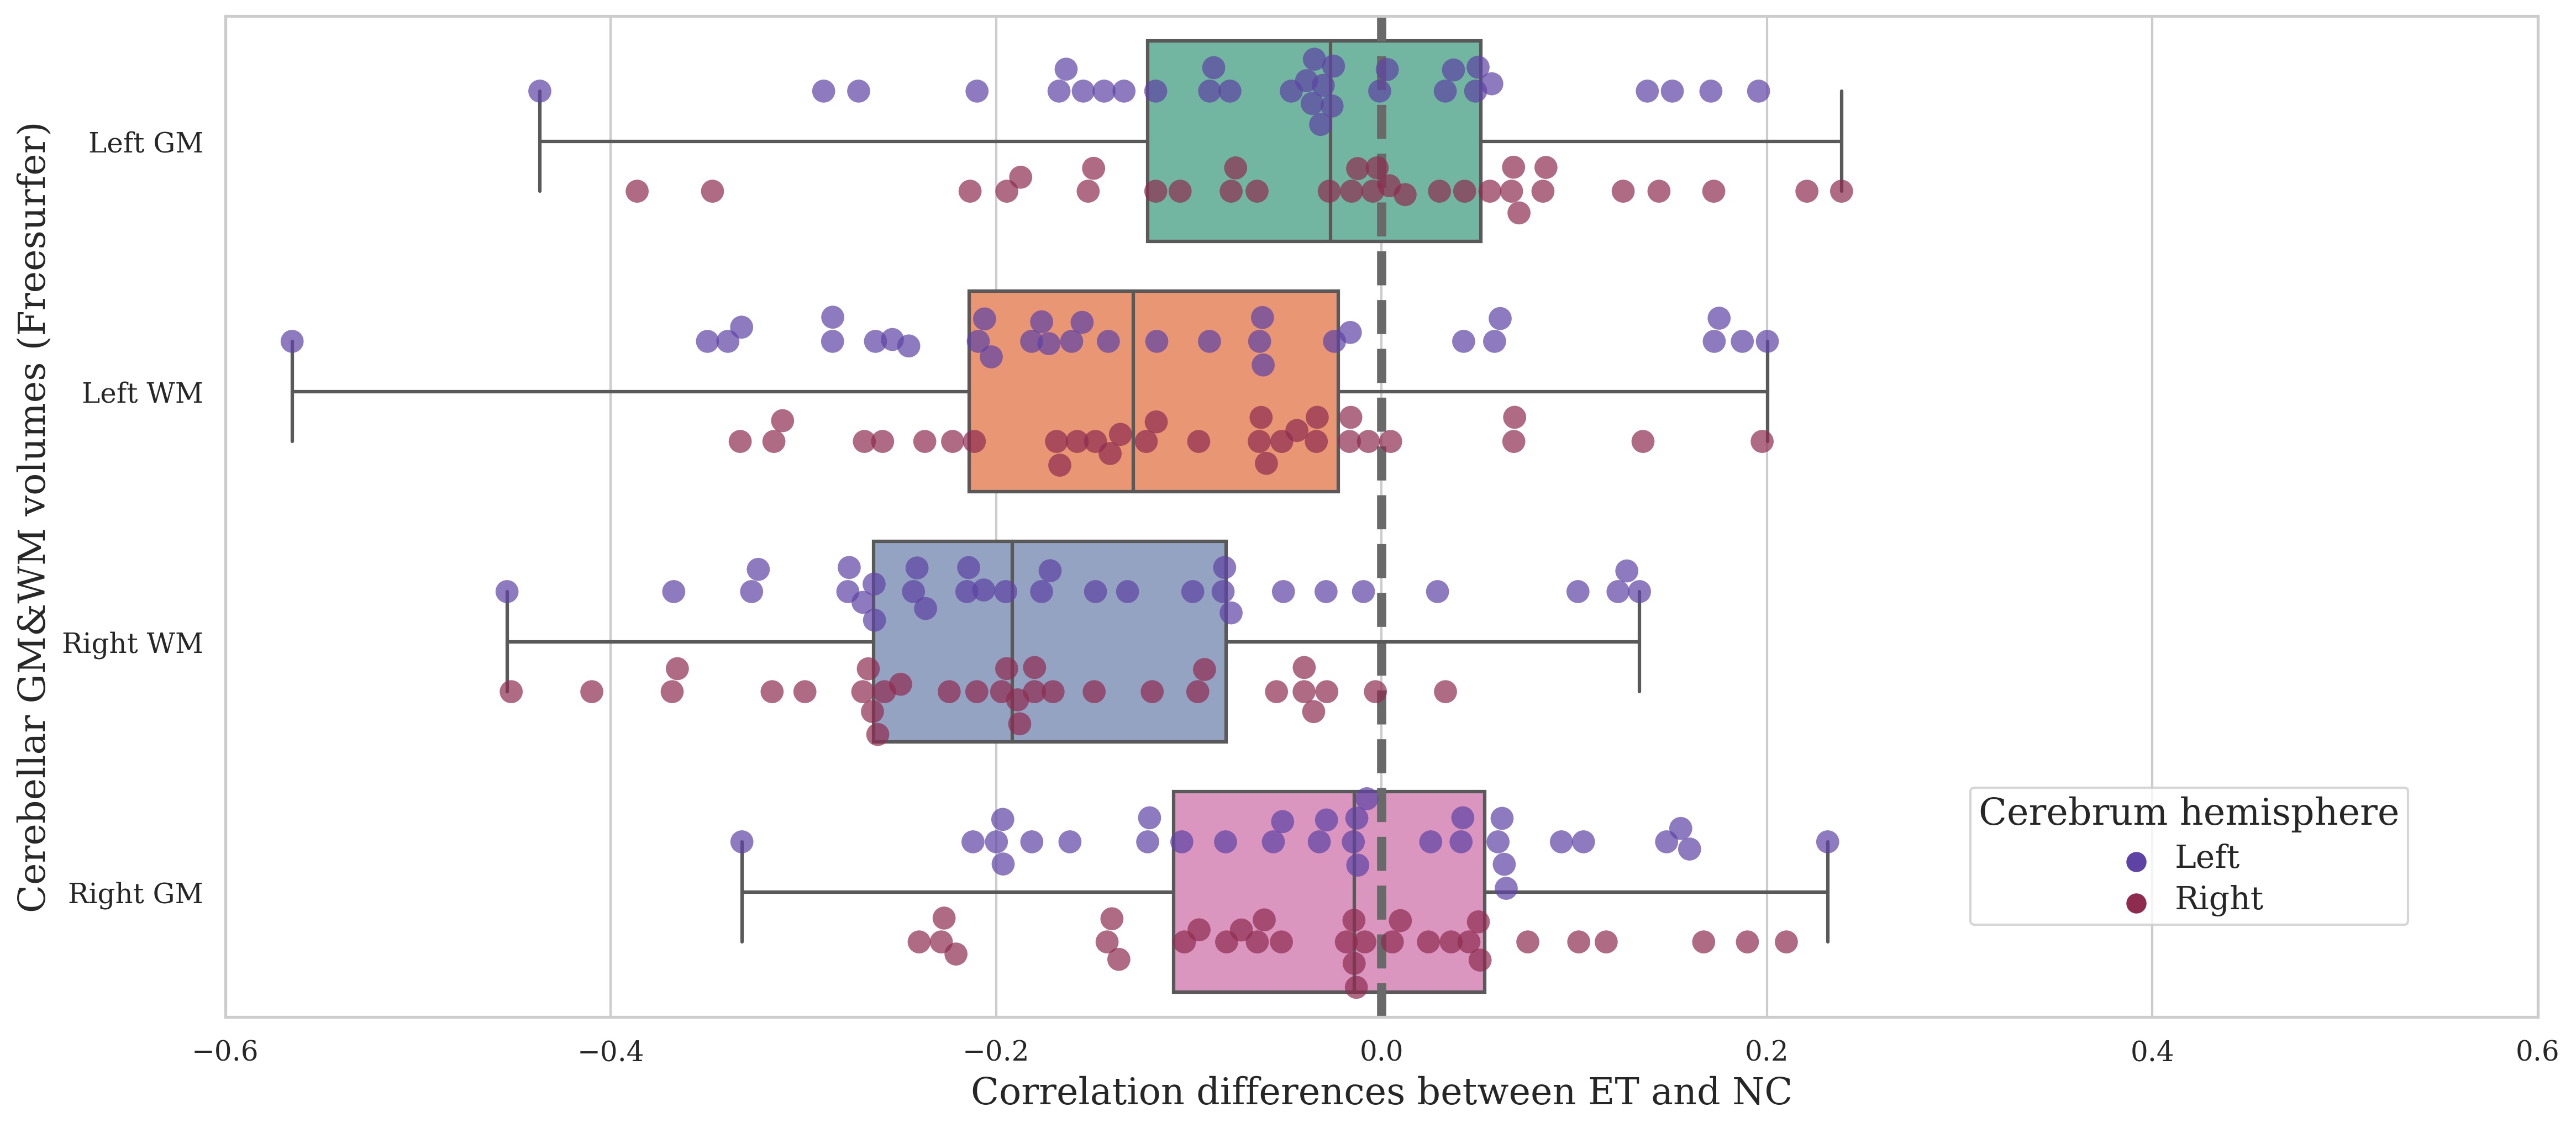 Cerebellar GM&WM volumes (Freesurfer)
Left GM
Left WM
Right WM
Right GM
Cerebrum hemisphere
Left
Right
−0.6 −0.4 −0.2 0.0 0.2 0.4 0.6
Correlation differences between ET and NC